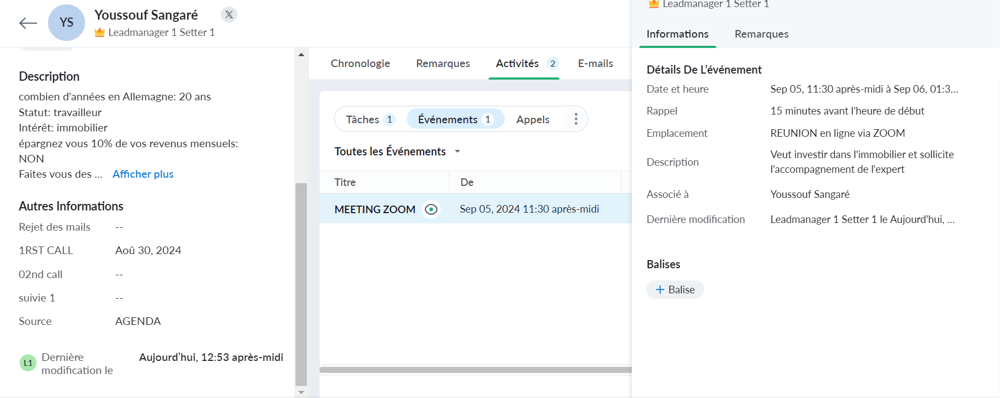 YS
Youssouf Sangaré
Leadmanager 1 Setter 1
Description
combien d'années en Allemagne: 20 ans
Statut: travailleur
Intérêt: immobilier
épargnez vous 10% de vos revenus mensuels:
NON
Faites vous des ... Afficher plus
Autres Informations
Rejet des mails --
1RST CALL Aoû 30, 2024
02nd call --
suivie 1 --
Source AGENDA
L1 Dernière modification le Aujourd’hui, 12:53 après-midi
Chronologie Remarques Activités 2 E-mails
Tâches 1 Événements 1 Appels
Toutes les Événements
Titre De
MEETING ZOOM Sep 05, 2024 11:30 après-midi
Leadmanager 1 Setter 1
Informations Remarques
Détails De L’événement
Date et heure Sep 05, 11:30 après-midi à Sep 06, 01:3...
Rappel 15 minutes avant l’heure de début
Emplacement REUNION en ligne via ZOOM
Description Veut investir dans l'immobilier et sollicite
l'accompagnement de l'expert
Associé à Youssouf Sangaré
Dernière modification Leadmanager 1 Setter 1 le Aujourd’hui, ...
Balises
+ Balise